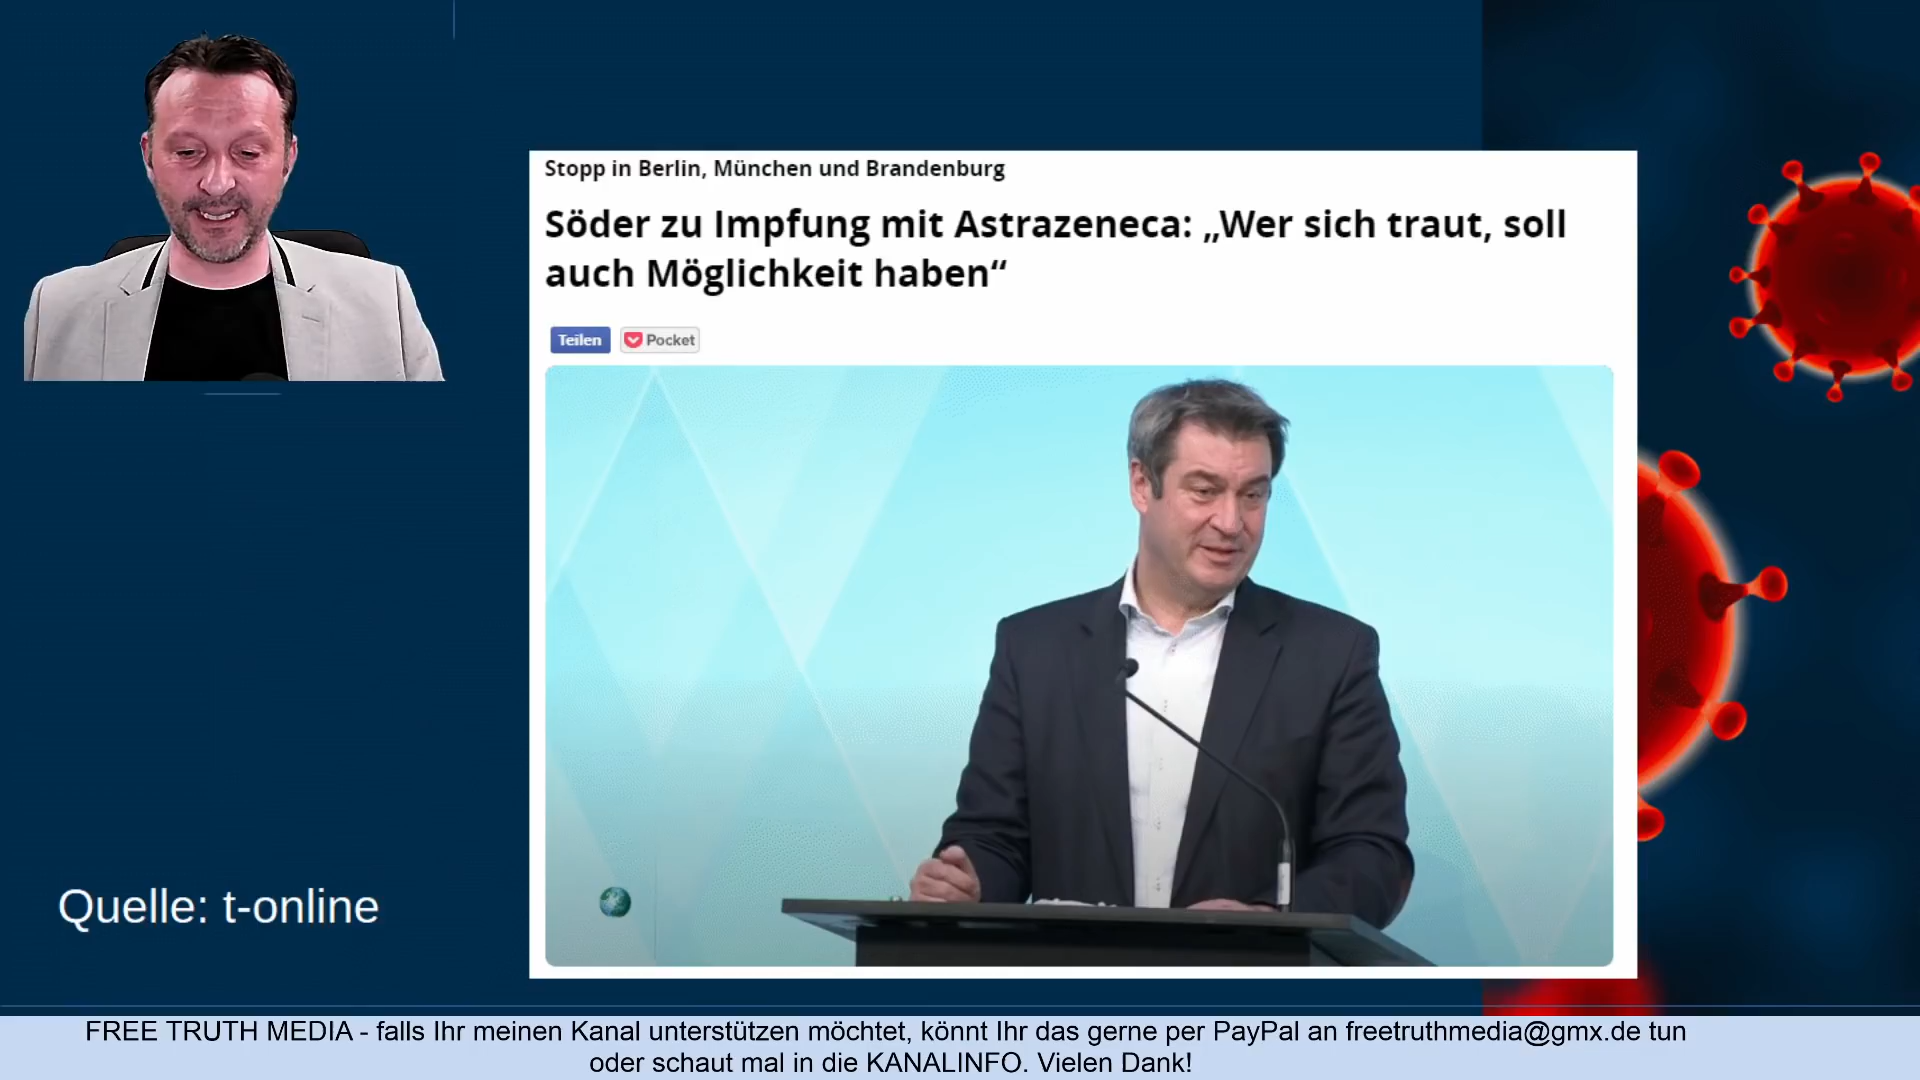 Stopp in Berlin, München und Brandenburg
Söder zu Impfung mit Astrazeneca: „Wer sich traut, soll
auch Möglichkeit haben“
Teilen
Pocket
Quelle: t-online
FREE TRUTH MEDIA - falls Ihr meinen Kanal unterstützen möchtet, könnt Ihr das gerne per PayPal an freetruthmedia@gmx.de tun
oder schaut mal in die KANALINFO. Vielen Dank!